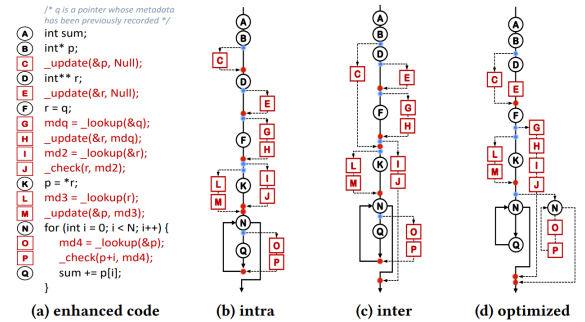 /* q is a pointer whose metadata
has been previously recorded */
A int sum;
B int* p;
C _update(&p, Null);
D int** r;
E _update(&r, Null);
F r = q;
G mdq = _lookup(&q);
H _update(&r, mdq);
I md2 = _lookup(&r);
J _check(r, md2);
K p = *r;
L md3 = _lookup(r);
M _update(&p, md3);
N for (int i = 0; i < N; i++) {
O md4 = _lookup(&p);
P _check(p+i, md4);
Q sum += p[i];
}
(a) enhanced code
A
B
C
D
E
F
G
H
L
I
K
M
J
N
O
Q
P
(b) intra
A
B
D
C
E
F
G
H
L
I
K
M
J
N
O
Q
P
(c) inter
A
B
D
C
E
F
G
L
H
K
I
M
J
N
N
O
Q
P
(d) optimized